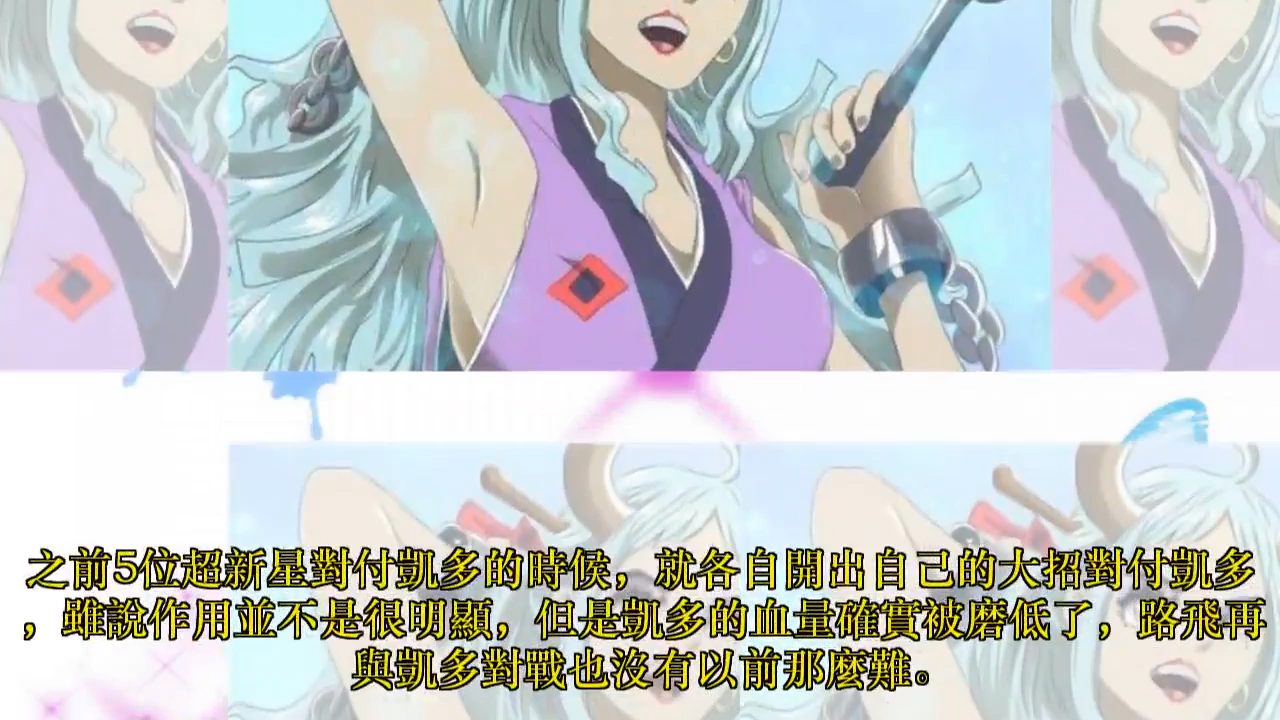 之前5位超新星對付凱多的時候，就各自開出自己的大招對付凱多
，雖說作用並不是很明顯，但是凱多的血量確實被磨低了，路飛再
與凱多對戰也沒有以前那麼難。